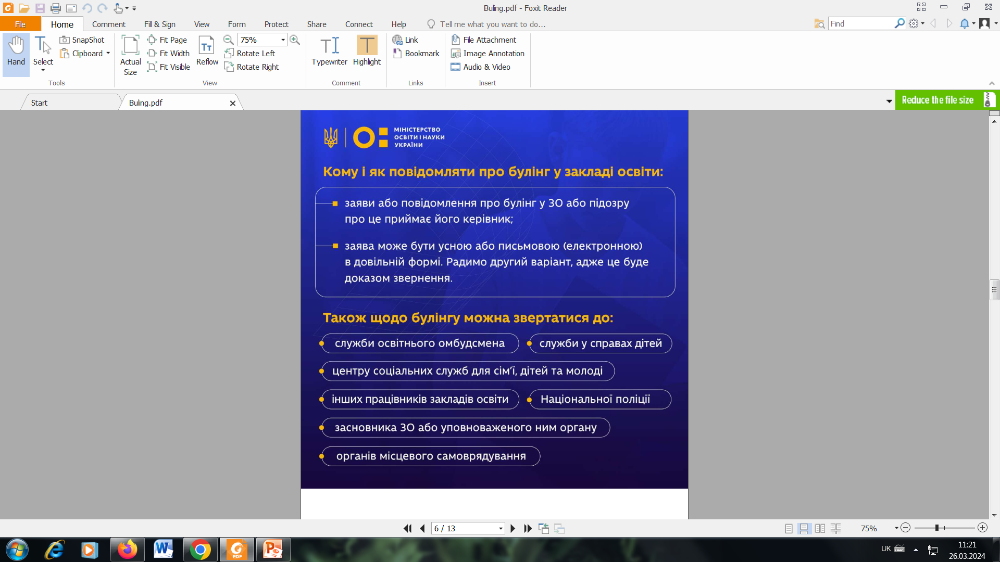 Buling.pdf - Foxit Reader
File Home Comment Fill & Sign View Form Protect Share Connect Help Tell me what you want to do... Find
Hand
Select
SnapShot
Clipboard
Tools
Actual
Size
Fit Page
Fit Width
Fit Visible
Reflow
75%
Rotate Left
Rotate Right
View
Typewriter
Highlight
Comment
Link
Bookmark
Links
File Attachment
Image Annotation
Audio & Video
Insert
Start
Buling.pdf
Reduce the file size
МІНІСТЕРСТВО
ОСВІТИ І НАУКИ
УКРАЇНИ
Кому і як повідомляти про булінг у закладі освіти:
заяви або повідомлення про булінг у ЗО або підозру
про це приймає його керівник;
заява може бути усною або письмовою (електронною)
в довільній формі. Радимо другий варіант, адже це буде
доказом звернення.
Також щодо булінгу можна звертатися до:
служби освітнього омбудсмена
служби у справах дітей
центру соціальних служб для сім’ї, дітей та молоді
інших працівників закладів освіти
Національної поліції
засновника ЗО або уповноваженого ним органу
органів місцевого самоврядування
6 / 13
75%
UK
11:21
26.03.2024